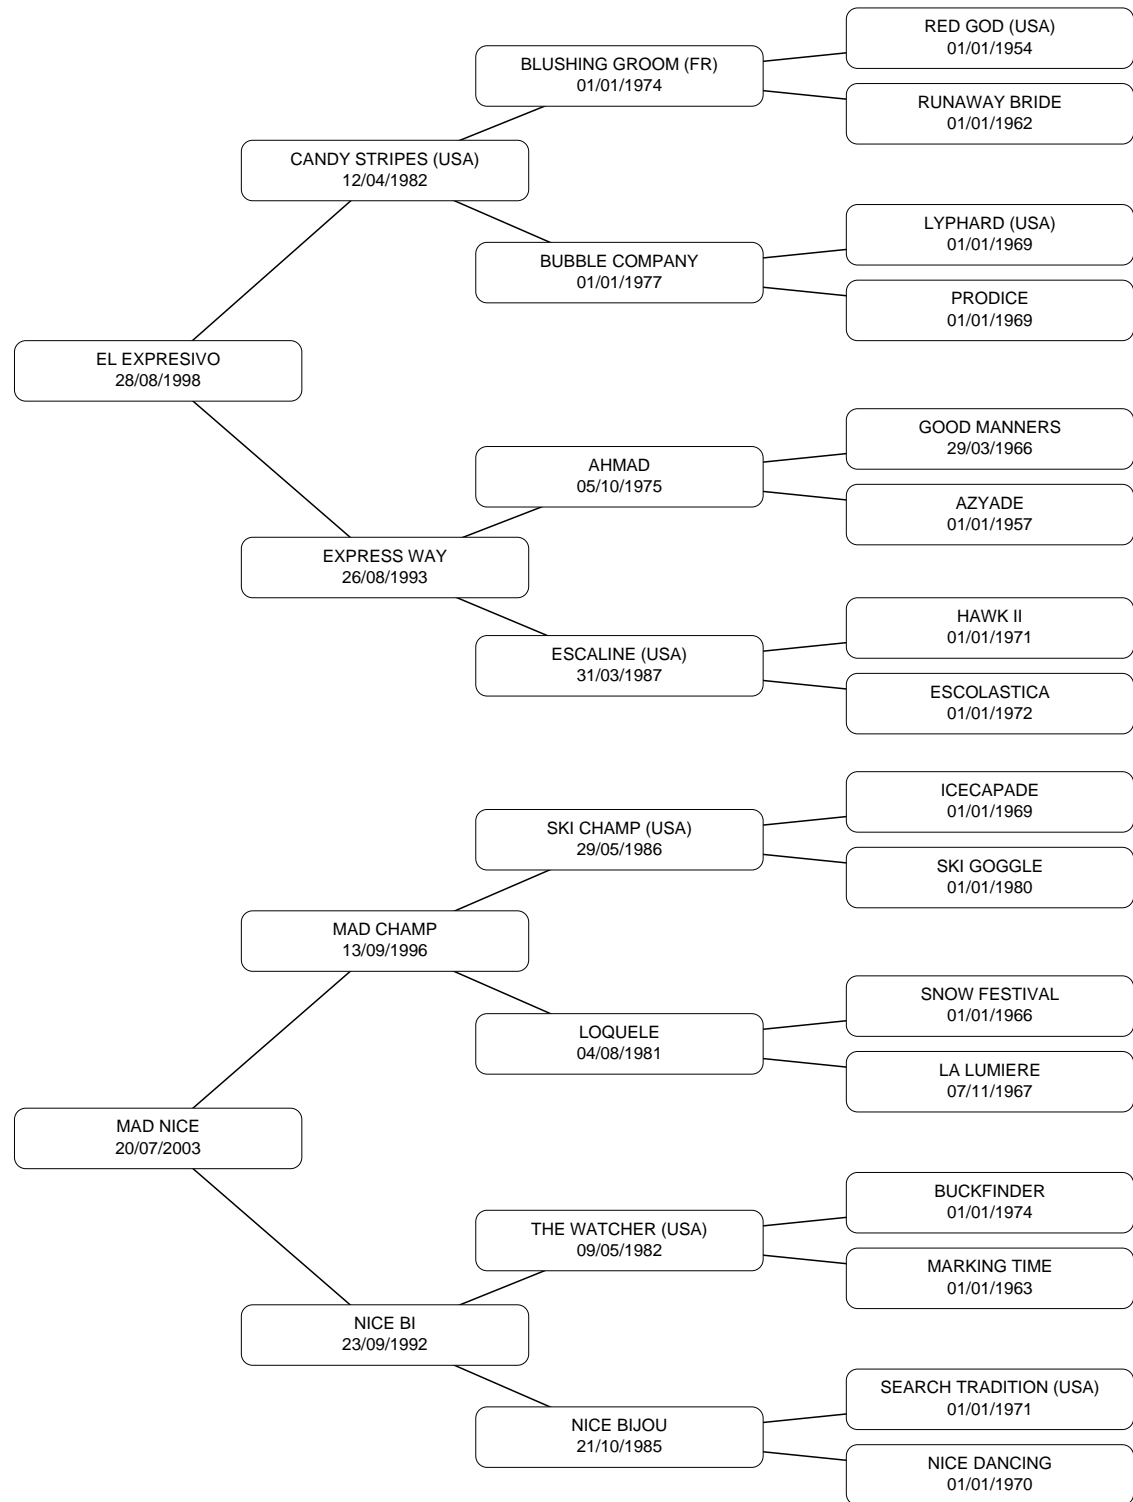 RED GOD (USA)
01/01/1954
BLUSHING GROOM (FR)
01/01/1974
RUNAWAY BRIDE
01/01/1962
CANDY STRIPES (USA)
12/04/1982
LYPHARD (USA)
01/01/1969
BUBBLE COMPANY
01/01/1977
PRODICE
01/01/1969
EL EXPRESIVO
28/08/1998
GOOD MANNERS
29/03/1966
AHMAD
05/10/1975
AZYADE
01/01/1957
EXPRESS WAY
26/08/1993
HAWK II
01/01/1971
ESCALINE (USA)
31/03/1987
ESCOLASTICA
01/01/1972
ICECAPADE
01/01/1969
SKI CHAMP (USA)
29/05/1986
SKI GOGGLE
01/01/1980
MAD CHAMP
13/09/1996
SNOW FESTIVAL
01/01/1966
LOQUELE
04/08/1981
LA LUMIERE
07/11/1967
MAD NICE
20/07/2003
BUCKFINDER
01/01/1974
THE WATCHER (USA)
09/05/1982
MARKING TIME
01/01/1963
NICE BI
23/09/1992
SEARCH TRADITION (USA)
01/01/1971
NICE BIJOU
21/10/1985
NICE DANCING
01/01/1970